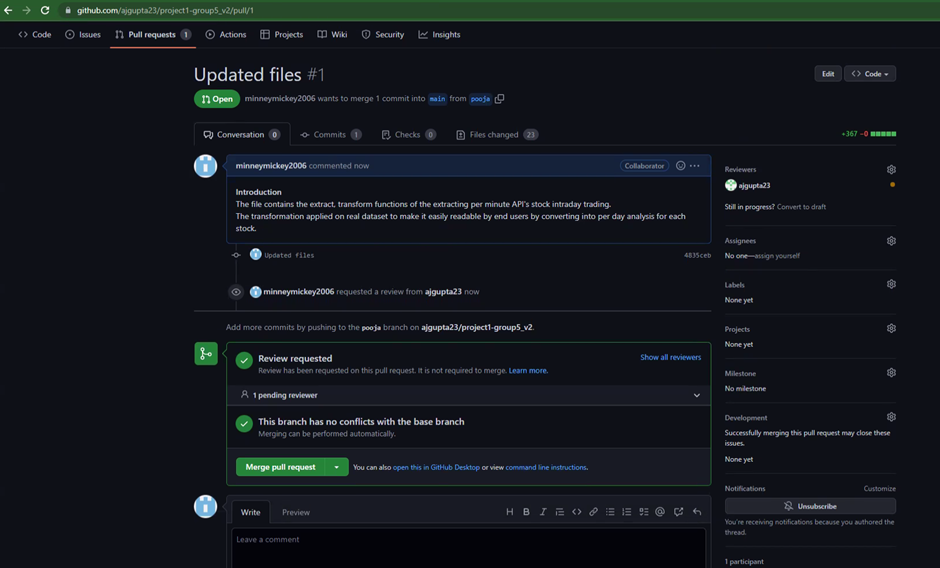 github.com/ajgupta23/project1-group5_v2/pull/1
Code Issues Pull requests 1 Actions Projects Wiki Security Insights
Updated files #1
Edit Code
Open minneymickey2006 wants to merge 1 commit into main from pooja
Conversation 0 Commits 1 Checks 0 Files changed 23 +367 −0
minneymickey2006 commented now Collaborator
Introduction
The file contains the extract, transform functions of the extracting per minute API's stock intraday trading.
The transformation applied on real dataset to make it easily readable by end users by converting into per day analysis for each
stock.
Updated files 4835ceb
minneymickey2006 requested a review from ajgupta23 now
Add more commits by pushing to the pooja branch on ajgupta23/project1-group5_v2.
Review requested Show all reviewers
Review has been requested on this pull request. It is not required to merge. Learn more.
1 pending reviewer
This branch has no conflicts with the base branch
Merging can be performed automatically.
Merge pull request You can also open this in GitHub Desktop or view command line instructions.
Write Preview
Leave a comment
Reviewers
ajgupta23
Still in progress? Convert to draft
Assignees
No one—assign yourself
Labels
None yet
Projects
None yet
Milestone
No milestone
Development
Successfully merging this pull request may close these
issues.
None yet
Notifications Customize
Unsubscribe
You're receiving notifications because you authored the
thread.
1 participant